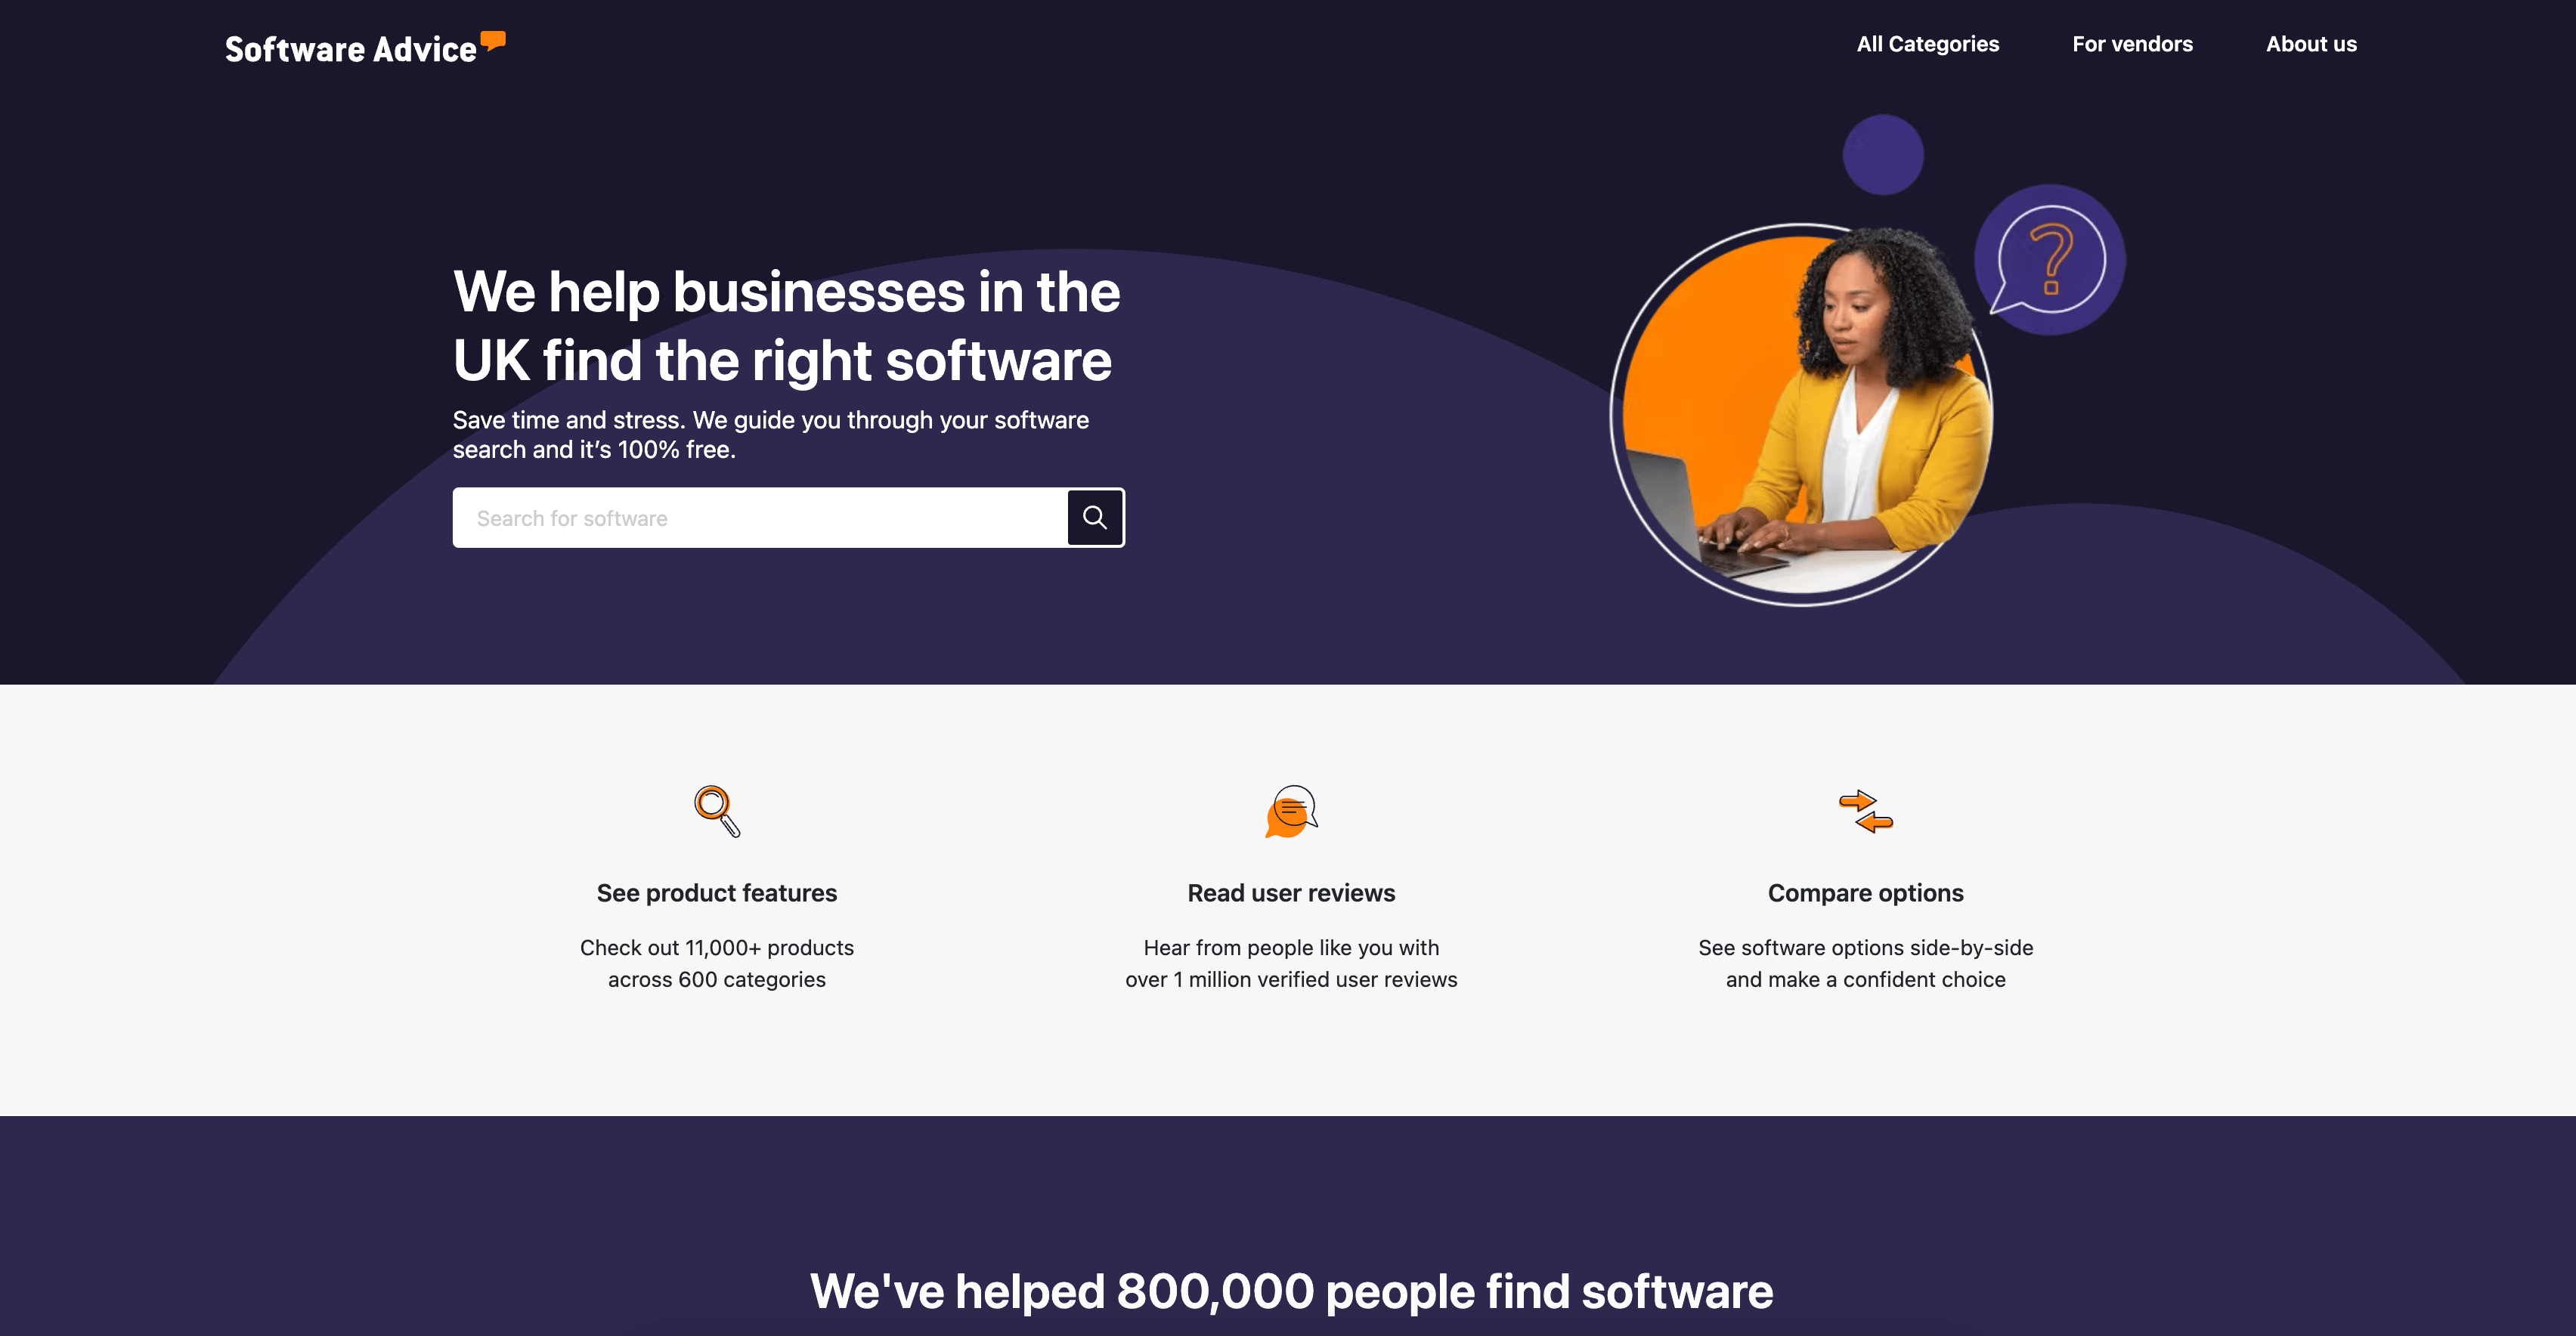 Software Advice
All Categories
For vendors
About us
We help businesses in the
UK find the right software
Save time and stress. We guide you through your software
search and it’s 100% free.
Search for software
?
See product features
Check out 11,000+ products
across 600 categories
Read user reviews
Hear from people like you with
over 1 million verified user reviews
Compare options
See software options side-by-side
and make a confident choice
We've helped 800,000 people find software